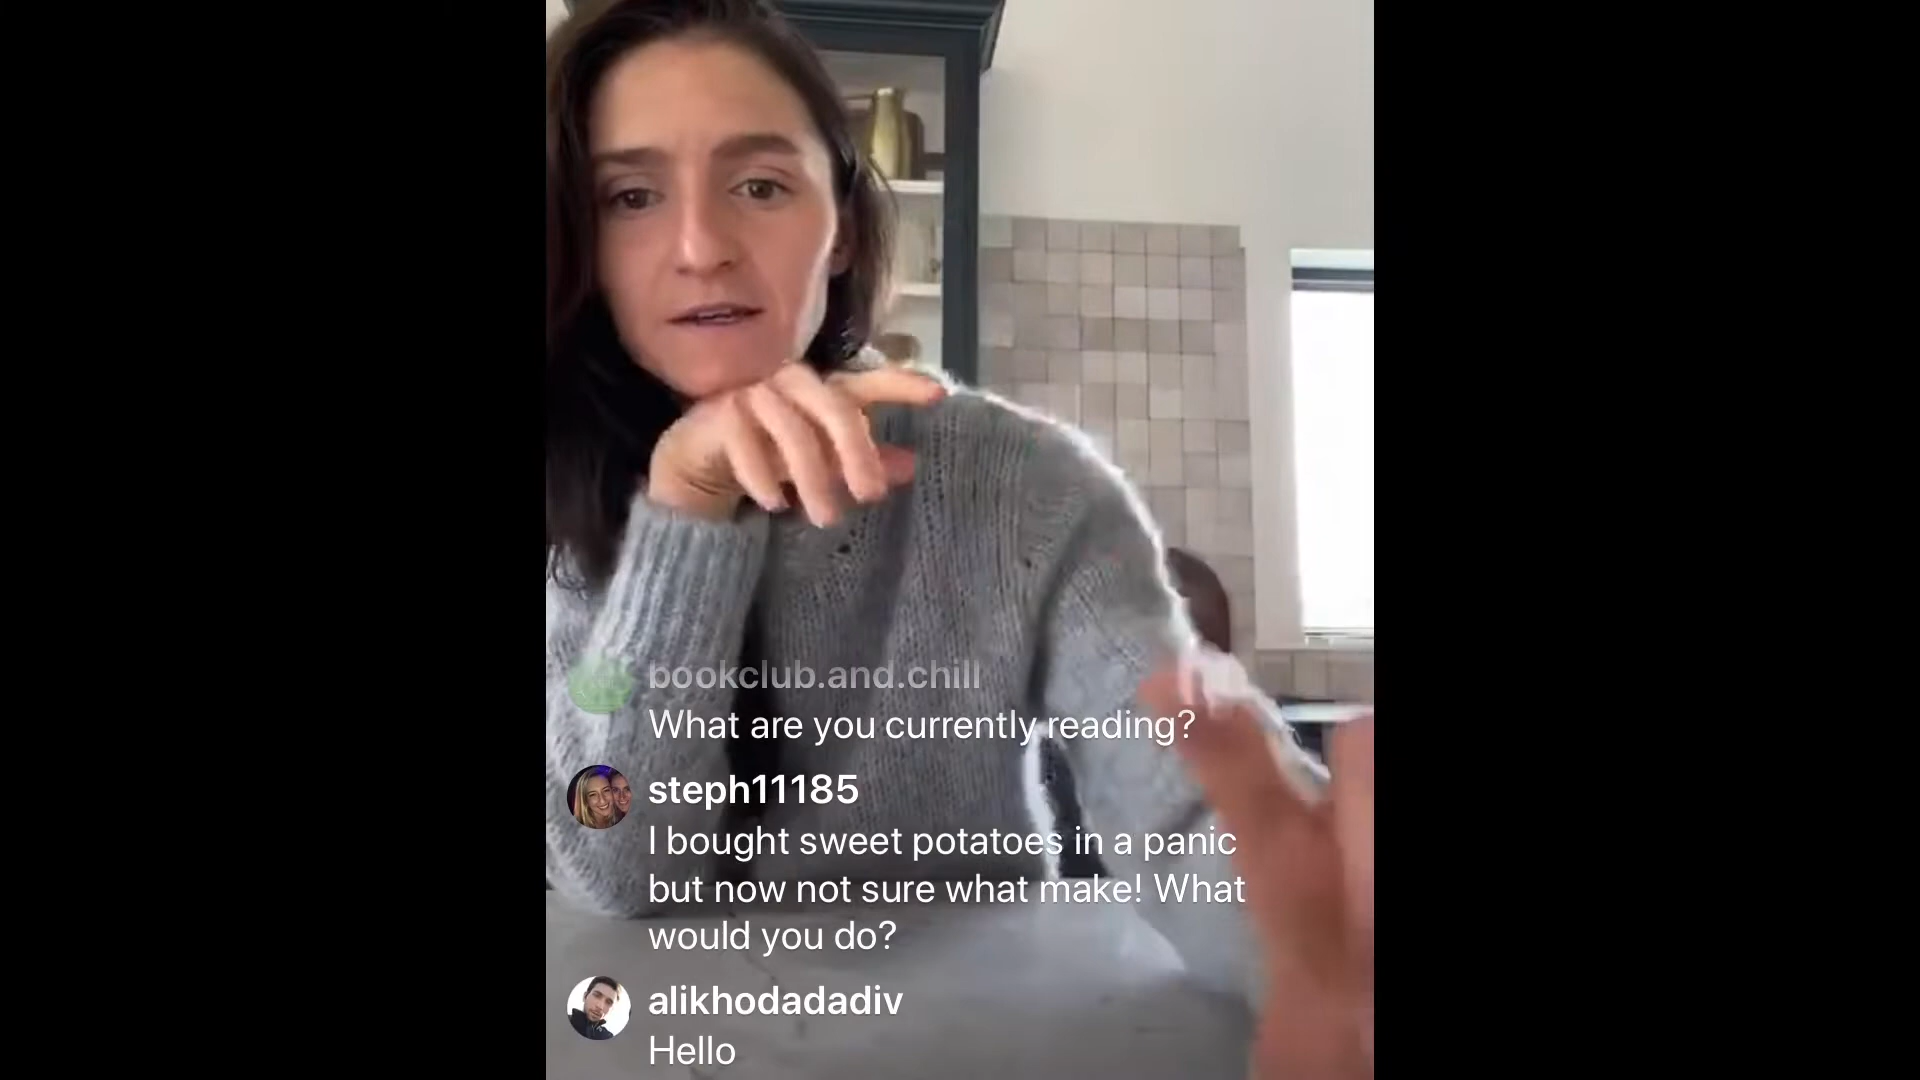 bookclub.and.chill
What are you currently reading?
steph11185
I bought sweet potatoes in a panic
but now not sure what make! What
would you do?
alikhodadadiv
Hello